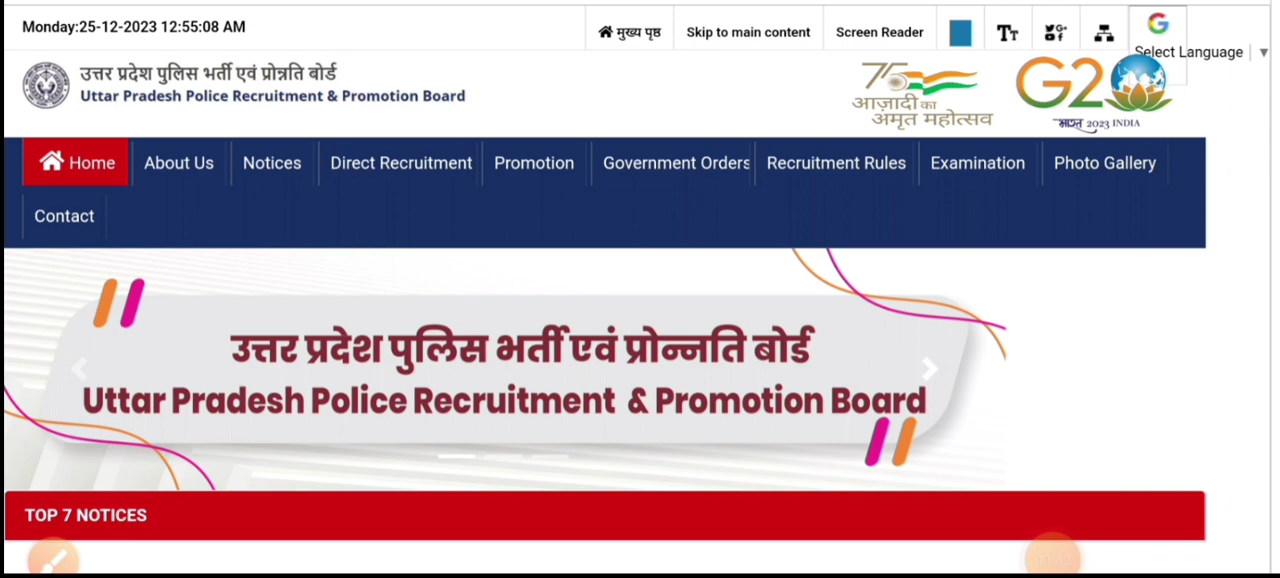 Monday:25-12-2023 12:55:08 AM
मुख्य पृष्ठ
Skip to main content
Screen Reader
TT
G
Select Language ▼
उत्तर प्रदेश पुलिस भर्ती एवं प्रोन्नति बोर्ड
Uttar Pradesh Police Recruitment & Promotion Board
75
आज़ादी का
अमृत महोत्सव
G20
भारत 2023 INDIA
Home
About Us
Notices
Direct Recruitment
Promotion
Government Orders
Recruitment Rules
Examination
Photo Gallery
Contact
उत्तर प्रदेश पुलिस भर्ती एवं प्रोन्नति बोर्ड
Uttar Pradesh Police Recruitment & Promotion Board
TOP 7 NOTICES